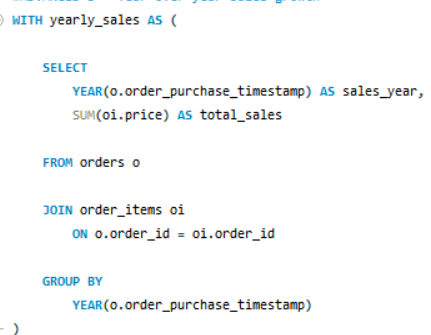 WITH yearly_sales AS (
SELECT
YEAR(o.order_purchase_timestamp) AS sales_year,
SUM(oi.price) AS total_sales
FROM orders o
JOIN order_items oi
ON o.order_id = oi.order_id
GROUP BY
YEAR(o.order_purchase_timestamp)
)